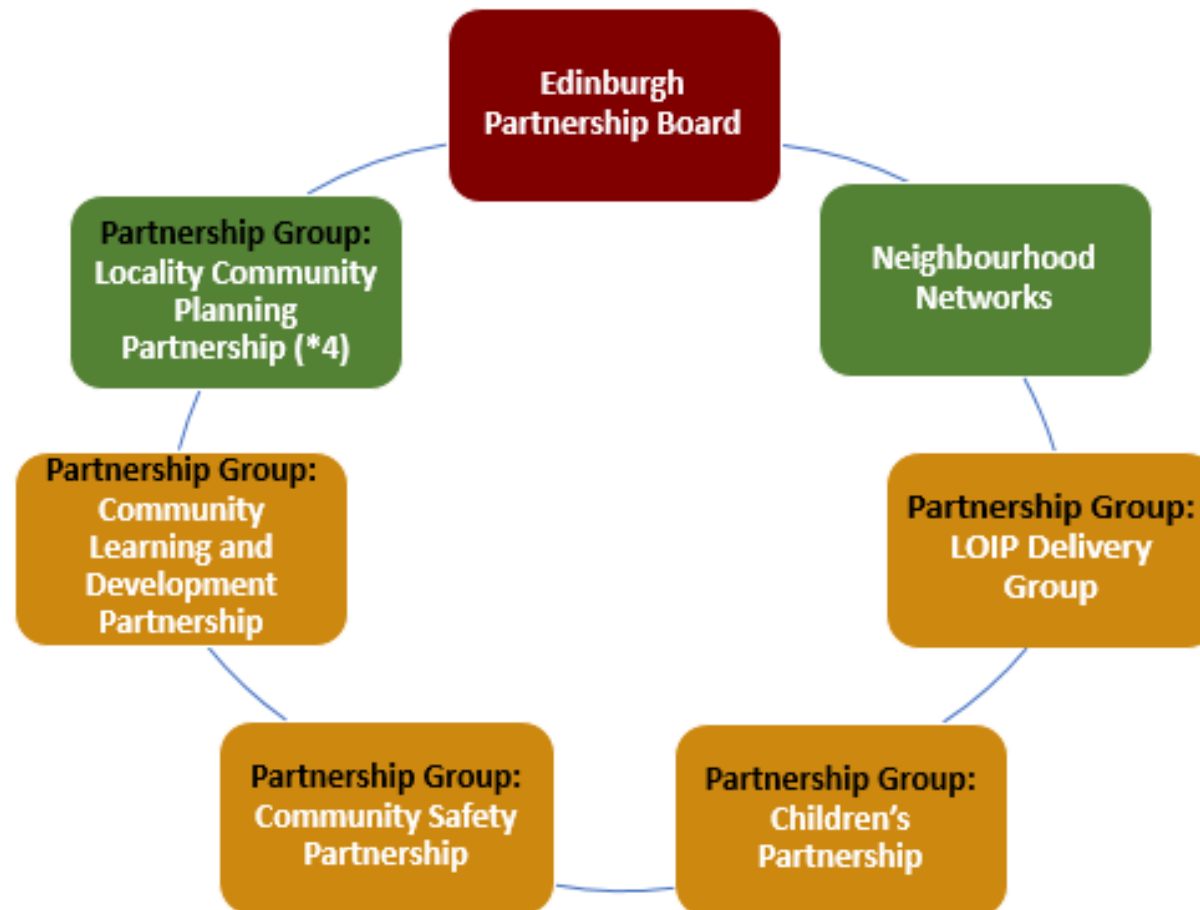 Edinburgh
Partnership Board
Neighbourhood
Networks
Partnership Group:
LOIP Delivery
Group
Partnership Group:
Children’s
Partnership
Partnership Group:
Community Safety
Partnership
Partnership Group:
Community
Learning and
Development
Partnership
Partnership Group:
Locality Community
Planning
Partnership (*4)